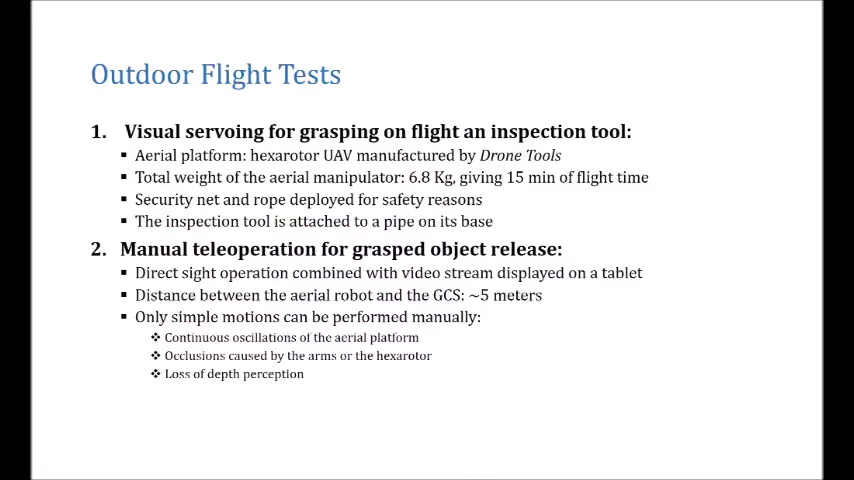 Outdoor Flight Tests
1. Visual servoing for grasping on flight an inspection tool:
▪ Aerial platform: hexarotor UAV manufactured by Drone Tools
▪ Total weight of the aerial manipulator: 6.8 Kg, giving 15 min of flight time
▪ Security net and rope deployed for safety reasons
▪ The inspection tool is attached to a pipe on its base
2. Manual teleoperation for grasped object release:
▪ Direct sight operation combined with video stream displayed on a tablet
▪ Distance between the aerial robot and the GCS: ~5 meters
▪ Only simple motions can be performed manually:
❖ Continuous oscillations of the aerial platform
❖ Occlusions caused by the arms or the hexarotor
❖ Loss of depth perception